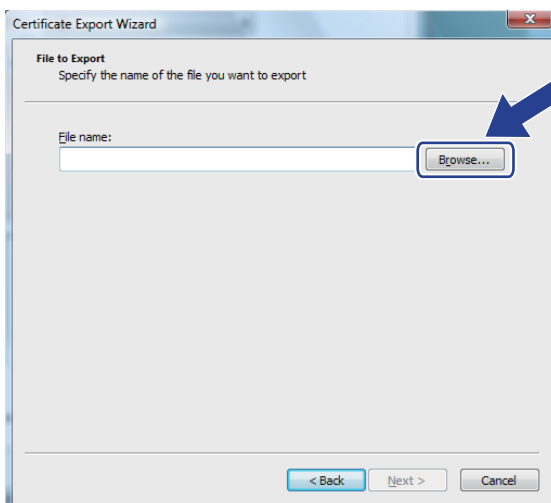 Certificate Export Wizard
File to Export
Specify the name of the file you want to export
File name:
Browse...
< Back Next > Cancel